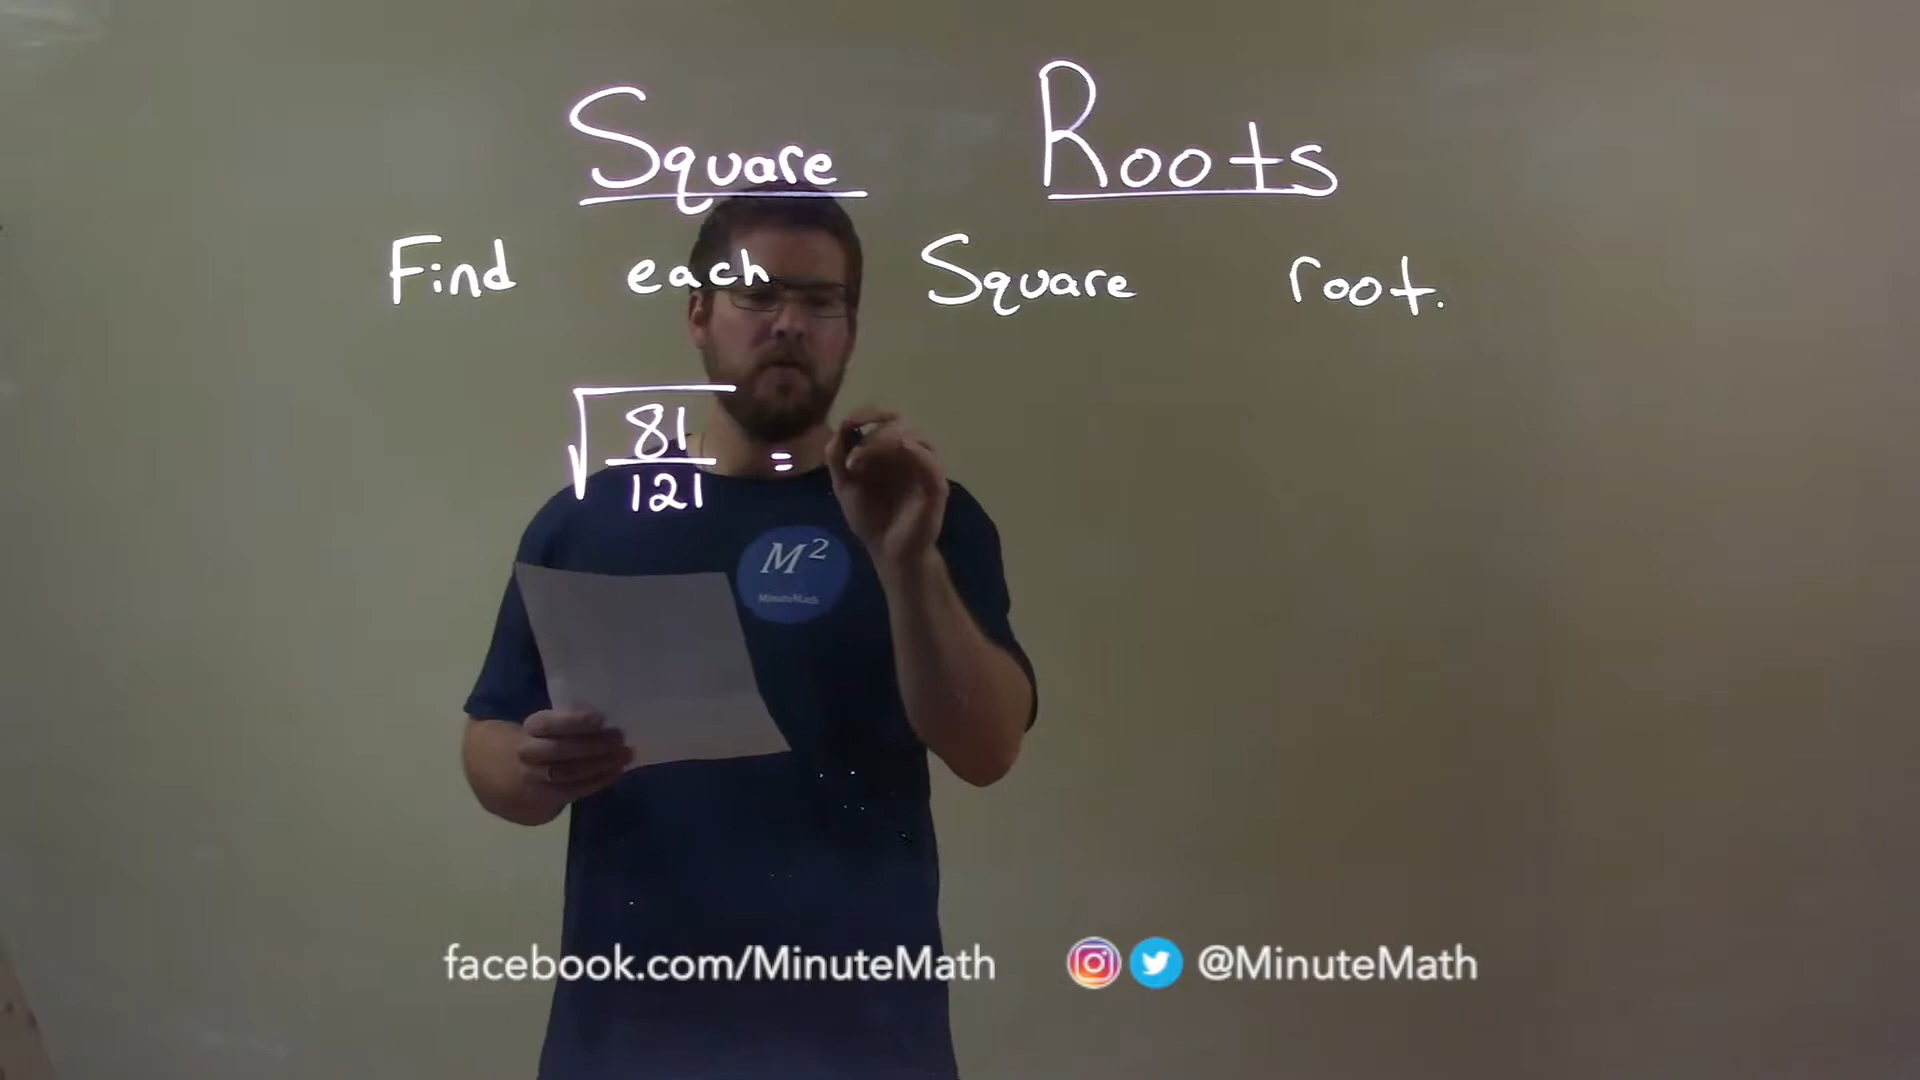 Square Roots
Find each Square root.
√81/121 =
M²
MinuteMath
facebook.com/MinuteMath @MinuteMath